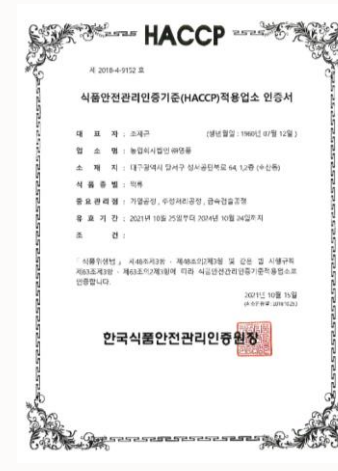 HACCP
제 2018-4-9152 호
식품안전관리인증기준(HACCP)적용업소 인증서
대 표 자 : 조재곤 (생년월일 : 1960년 07월 12일)
업 소 명 : 농업회사법인 ㈜영풍
소 재 지 : 대구광역시 달서구 성서공단북로 64, 1,2층 (수산동)
식 품 종 별 : 떡류
중 요 관 리 점 : 가열공정, 수성처리공정, 금속검출공정
유 효 기 간 : 2021년 10월 25일부터 2024년 10월 24일까지
조 건 :
「식품위생법」 제48조제3항 · 제48조의2제3항 및 같은 법 시행규칙
제63조제3항 · 제63조의2제3항에 따라 식품안전관리인증기준적용업소로
인증합니다.
2021년 10월 15일
한국식품안전관리인증원장